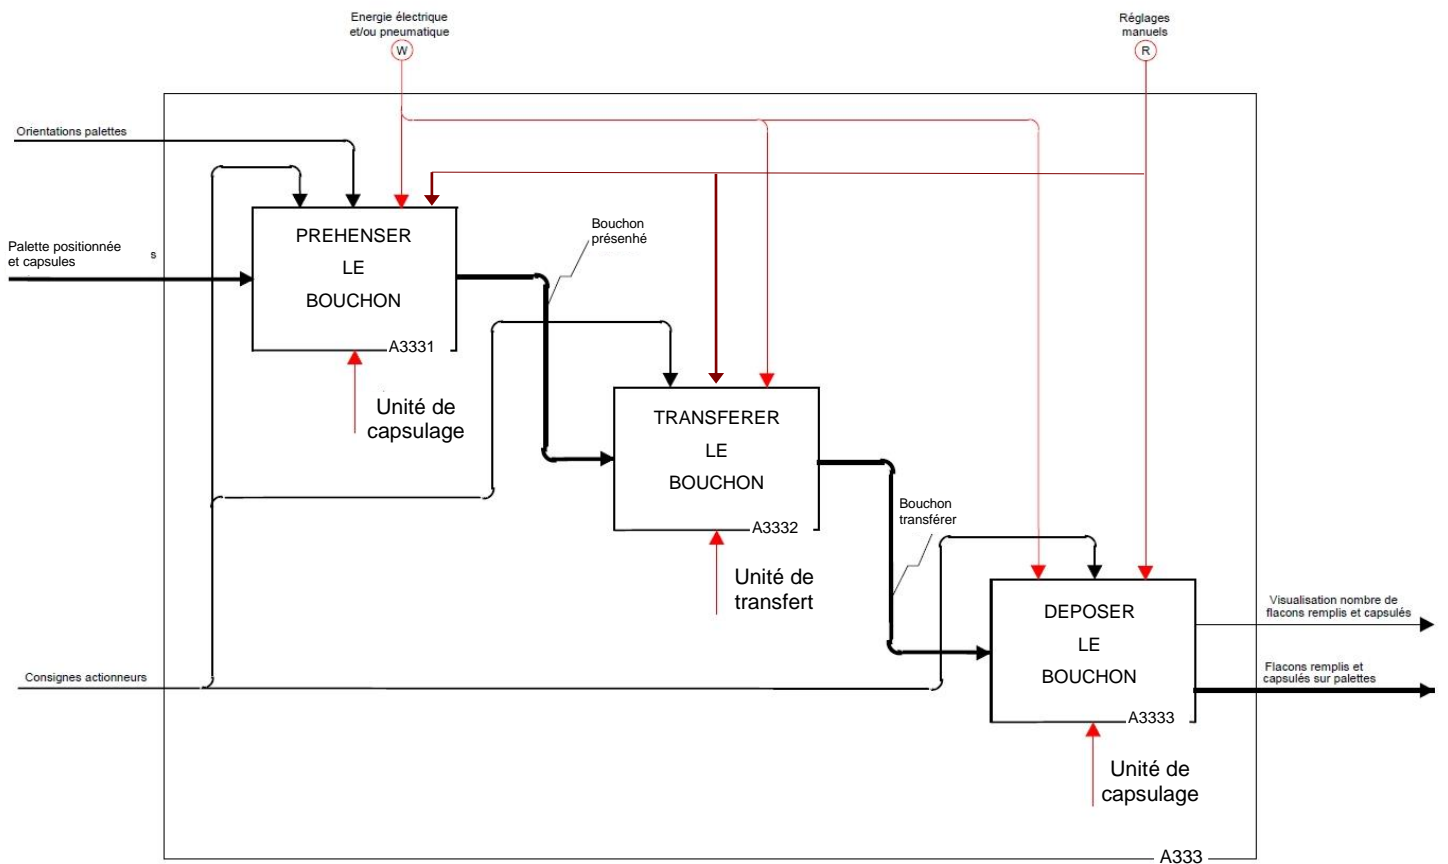 Energie électrique
et/ou pneumatique
W
Réglages
manuels
R
Orientations palettes
Palette positionnée
et capsules
s
PREHENSER
LE
BOUCHON
A3331
Bouchon
présenhé
Unité de
capsulage
TRANSFERER
LE
BOUCHON
A3332
Bouchon
transférer
Unité de
transfert
DEPOSER
LE
BOUCHON
A3333
Visualisation nombre de
flacons remplis et capsulés
Consignes actionneurs
Flacons remplis et
capsulés sur palettes
Unité de
capsulage
A333